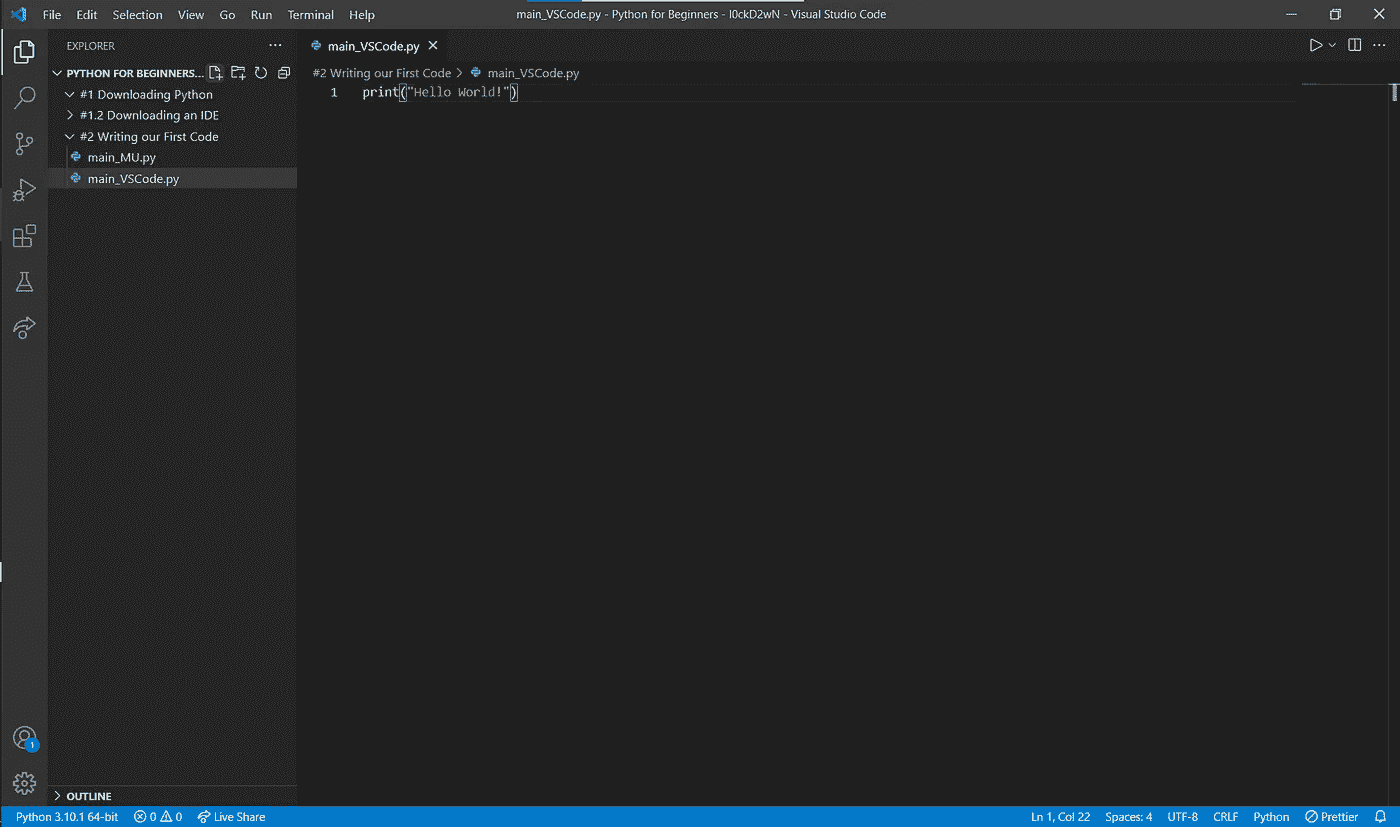 File Edit Selection View Go Run Terminal Help
main_VSCode.py - Python for Beginners - l0ckD2wN - Visual Studio Code
EXPLORER
PYTHON FOR BEGINNERS...
#1 Downloading Python
#1.2 Downloading an IDE
#2 Writing our First Code
main_MU.py
main_VSCode.py
main_VSCode.py
#2 Writing our First Code > main_VSCode.py
1 print("Hello World!")
1
OUTLINE
Python 3.10.1 64-bit 0 0 Live Share Ln 1, Col 22 Spaces: 4 UTF-8 CRLF Python Prettier